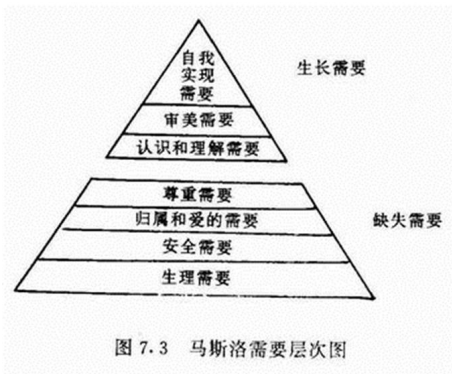 自我
实现
需要
生长需要
审美需要
认识和理解需要
尊重需要
归属和爱的需要
缺失需要
安全需要
生理需要
图 7.3 马斯洛需要层次图